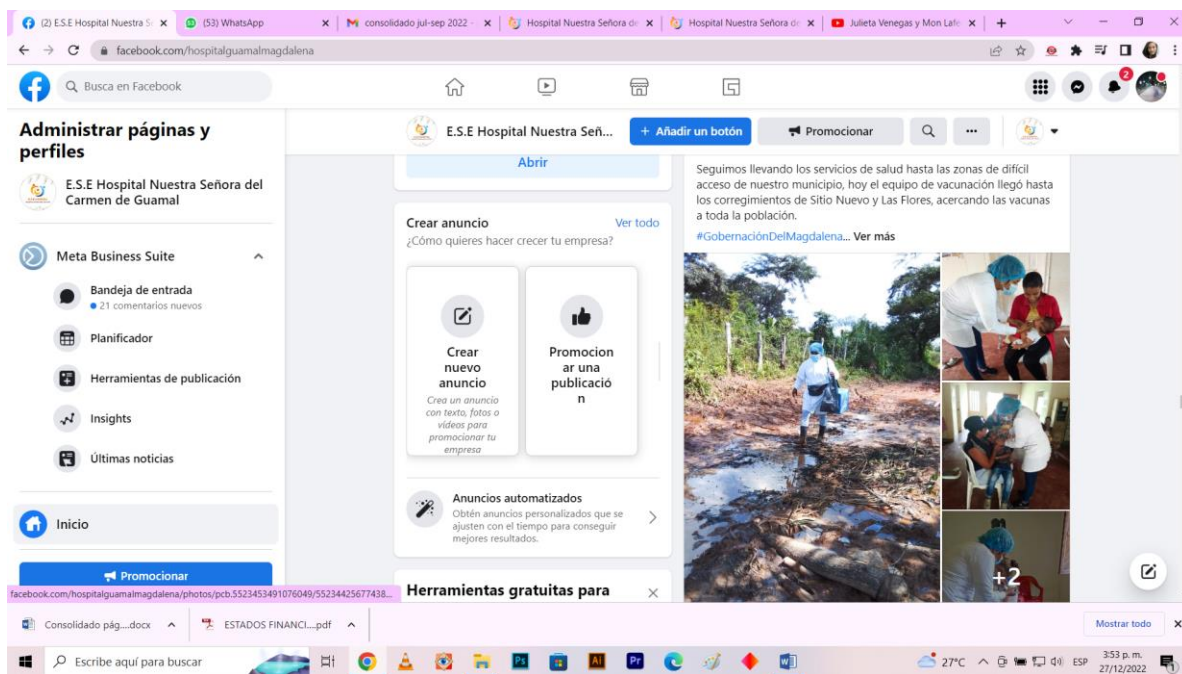 (2) E.S.E Hospital Nuestra Se
(53) WhatsApp
consolidado jul-sep 2022 -
Hospital Nuestra Señora de
Hospital Nuestra Señora de
Julieta Venegas y Mon Lafe
facebook.com/hospitalguamalmagdalena
Busca en Facebook
2
Administrar páginas y
perfiles
E.S.E Hospital Nuestra Señora del
Carmen de Guamal
Meta Business Suite
Bandeja de entrada
21 comentarios nuevos
Planificador
Herramientas de publicación
Insights
Últimas noticias
Inicio
Promocionar
facebook.com/hospitalguamalmagdalena/photos/pcb.5523453491076049/55234425677438...
E.S.E Hospital Nuestra Señ...
+ Añadir un botón
Promocionar
Abrir
Crear anuncio
Ver todo
¿Cómo quieres hacer crecer tu empresa?
Crear
nuevo
anuncio
Crea un anuncio
con texto, fotos o
vídeos para
promocionar tu
empresa
Promocion
ar una
publicació
n
Anuncios automatizados
Obtén anuncios personalizados que se
ajusten con el tiempo para conseguir
mejores resultados.
Herramientas gratuitas para
Seguimos llevando los servicios de salud hasta las zonas de difícil
acceso de nuestro municipio, hoy el equipo de vacunación llegó hasta
los corregimientos de Sitio Nuevo y Las Flores, acercando las vacunas
a toda la población.
#GobernaciónDelMagdalena... Ver más
+2
Consolidado pág....docx
ESTADOS FINANCI....pdf
Mostrar todo
Escribe aquí para buscar
Ps
Ai
Pr
27°C
ESP
3:53 p. m.
27/12/2022
1